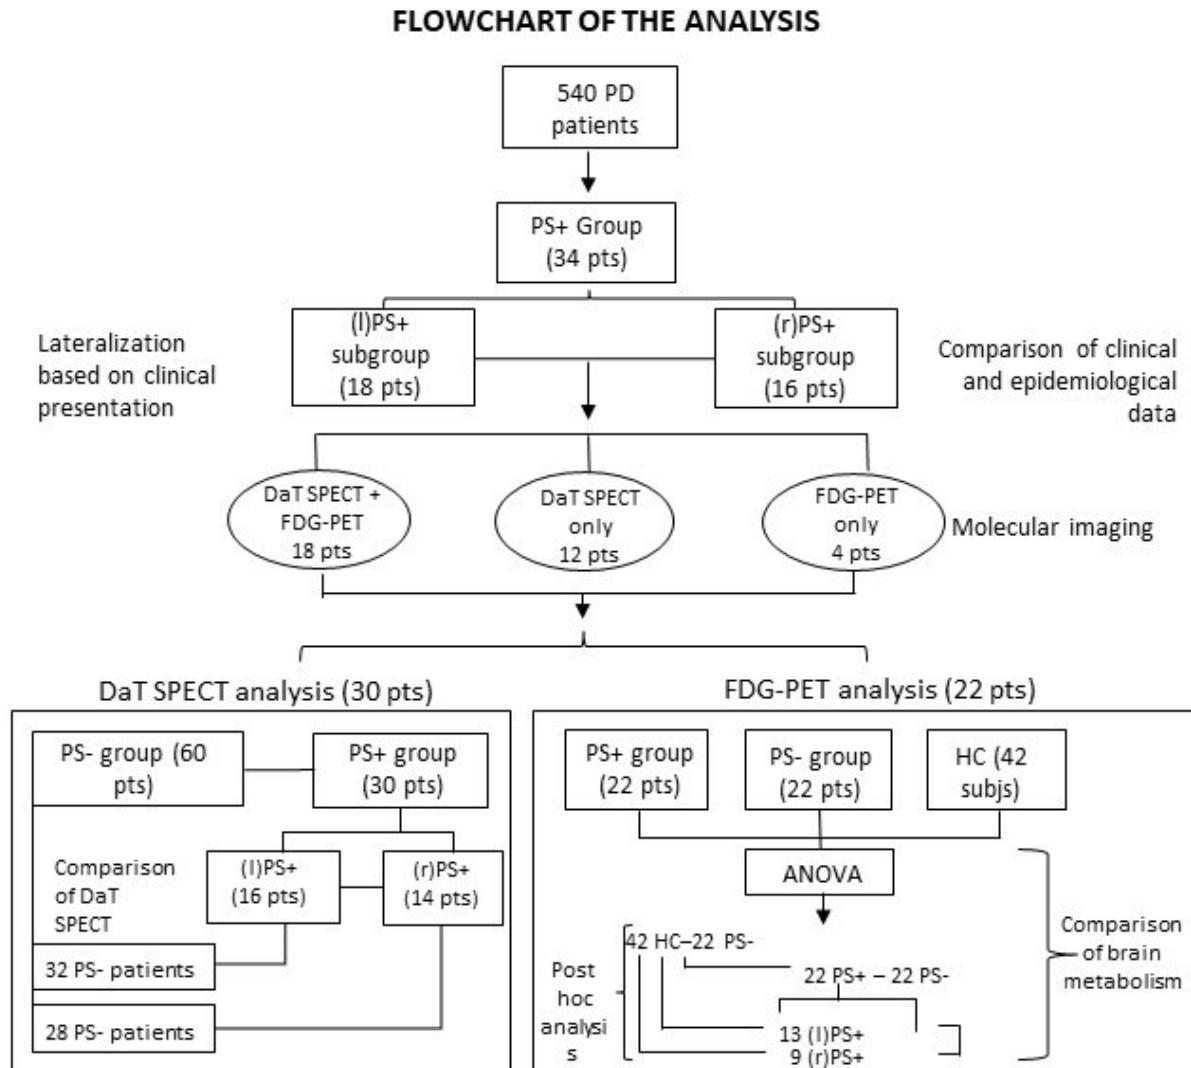 FLOWCHART OF THE ANALYSIS
540 PD
patients
PS+ Group
(34 pts)
Lateralization
based on clinical
presentation
(l)PS+
subgroup
(18 pts)
(r)PS+
subgroup
(16 pts)
Comparison of clinical
and epidemiological
data
DaT SPECT +
FDG-PET
18 pts
DaT SPECT
only
12 pts
FDG-PET
only
4 pts
Molecular imaging
DaT SPECT analysis (30 pts)
PS- group (60
pts)
PS+ group
(30 pts)
Comparison
of DaT
SPECT
(l)PS+
(16 pts)
(r)PS+
(14 pts)
32 PS- patients
28 PS- patients
FDG-PET analysis (22 pts)
PS+ group
(22 pts)
PS- group
(22 pts)
HC (42
subjs)
ANOVA
Post
hoc
analysi
s
42 HC–22 PS-
22 PS+ – 22 PS-
13 (l)PS+
9 (r)PS+
Comparison
of brain
metabolism